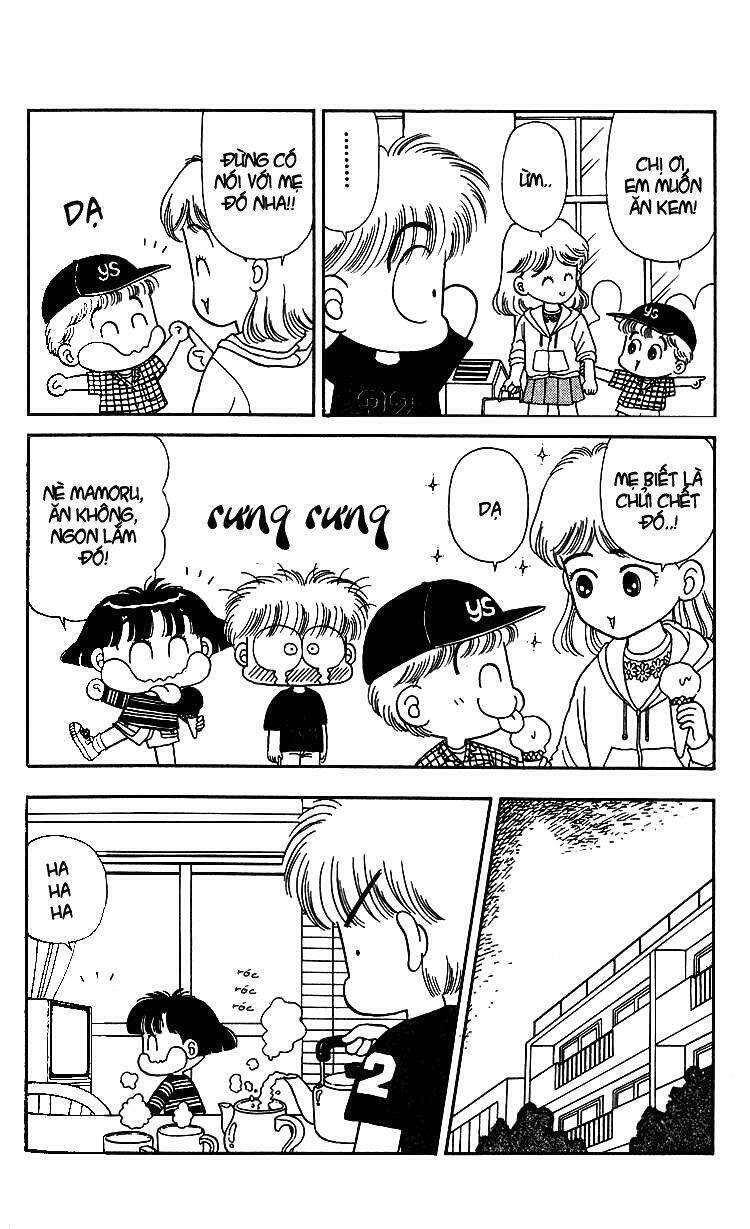 CHỊ ƠI,
EM MUỐN
ĂN KEM!
ỪM..
........
YS
ĐỪNG CÓ
NÓI VỚI MẸ
ĐÓ NHA!!
DẠ
YS
MẸ BIẾT LÀ
CHỬI CHẾT
ĐÓ..!
DẠ
YS
rưng rưng
NÈ MAMORU,
ĂN KHÔNG,
NGON LẮM
ĐÓ!
róc
róc
róc
2
HA
HA
HA